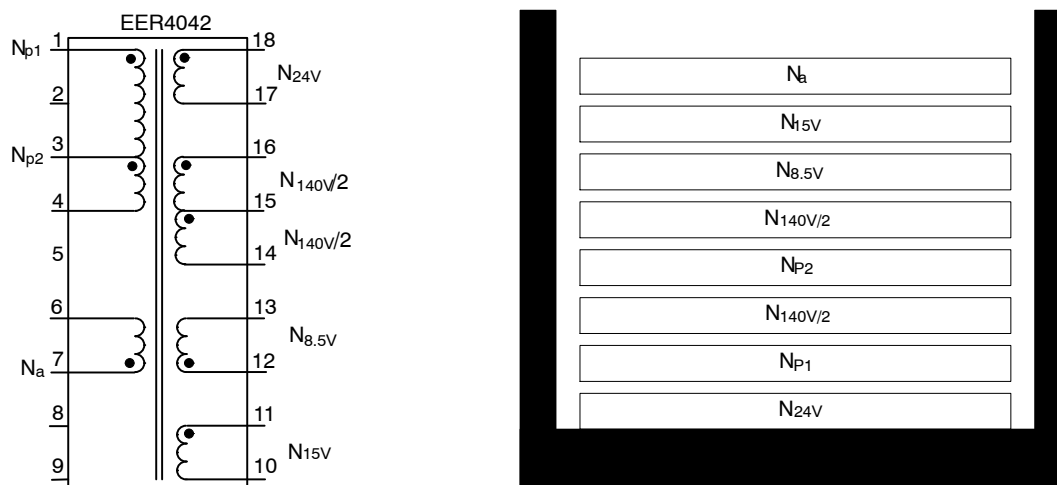 EER4042
1
Np1
2
3
Np2
4
5
6
7
Na
8
9
18
N24V
17
16
N140V/2
15
N140V/2
14
13
N8.5V
12
11
N15V
10
Na
N15V
N8.5V
N140V/2
NP2
N140V/2
NP1
N24V